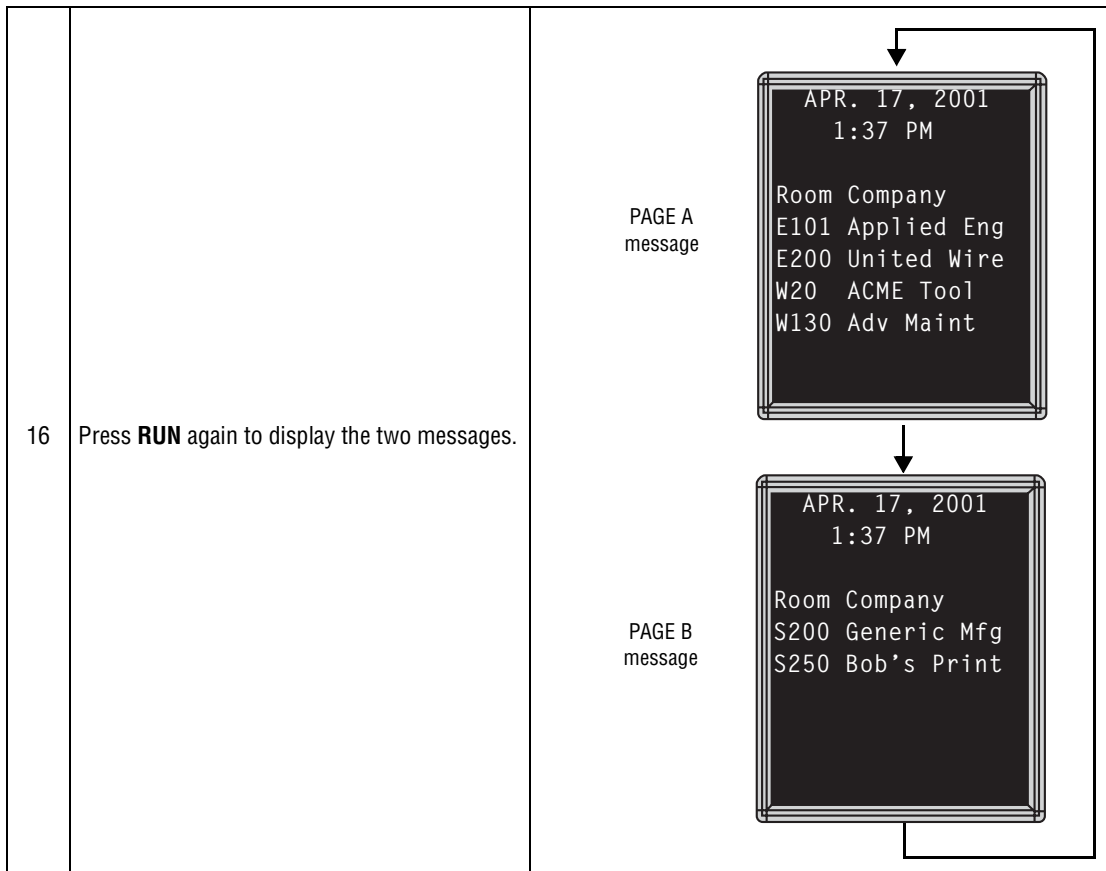 16
Press RUN again to display the two messages.
PAGE A
message
APR. 17, 2001
1:37 PM
Room Company
E101 Applied Eng
E200 United Wire
W20 ACME Tool
W130 Adv Maint
PAGE B
message
APR. 17, 2001
1:37 PM
Room Company
S200 Generic Mfg
S250 Bob’s Print